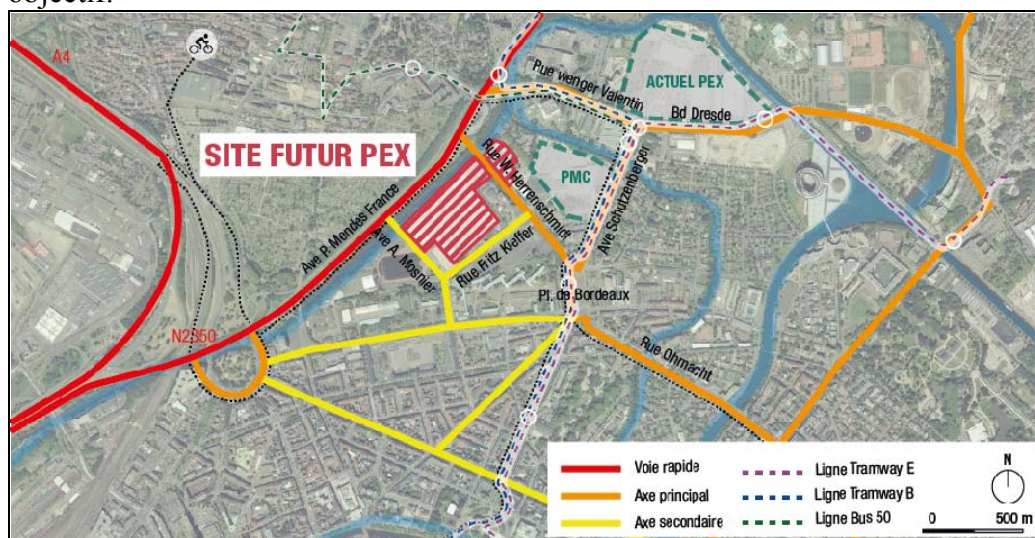 objectif.
A4
Rue wenger Valentin
ACTUEL PEX
Bd Dresde
SITE FUTUR PEX
Rue W. Herrenschmidt
PMC
Ave Schutzenberger
Ave P. Mendes France
Ave A. Mosnier
Rue Fritz Kieffer
Pl. de Bordeaux
N2350
Rue Ohmacht
Voie rapide
Ligne Tramway E
N
Axe principal
Ligne Tramway B
Axe secondaire
Ligne Bus 50
0 500 m